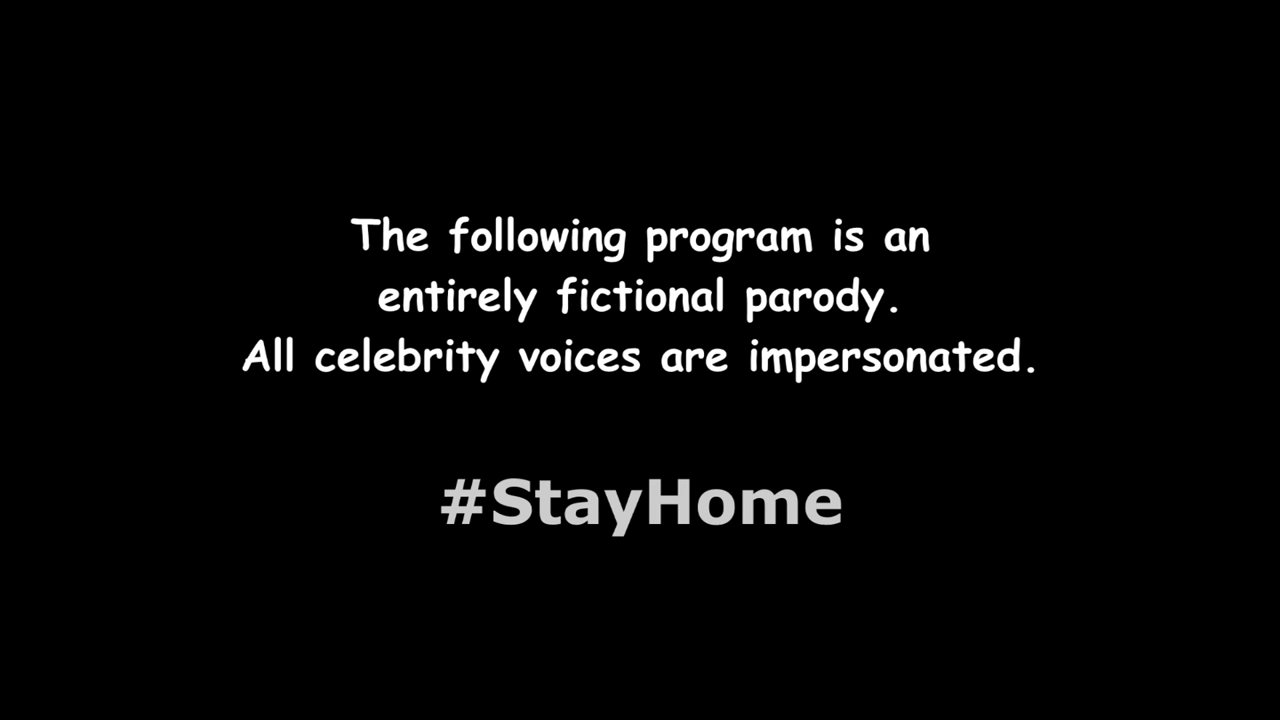 The following program is an
entirely fictional parody.
All celebrity voices are impersonated.
#StayHome